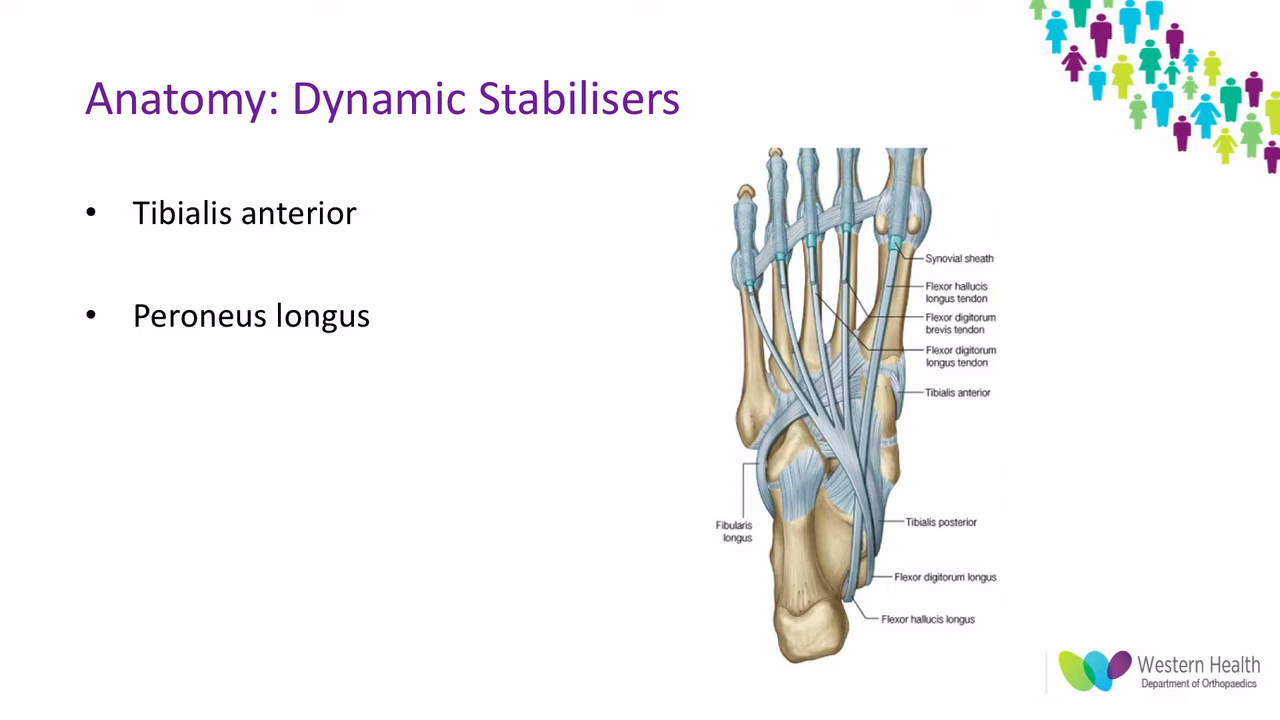 Anatomy: Dynamic Stabilisers
• Tibialis anterior
• Peroneus longus
Synovial sheath
Flexor hallucis
longus tendon
Flexor digitorum
brevis tendon
Flexor digitorum
longus tendon
Tibialis anterior
Fibularis
longus
Tibialis posterior
Flexor digitorum longus
Flexor hallucis longus
Western Health
Department of Orthopaedics